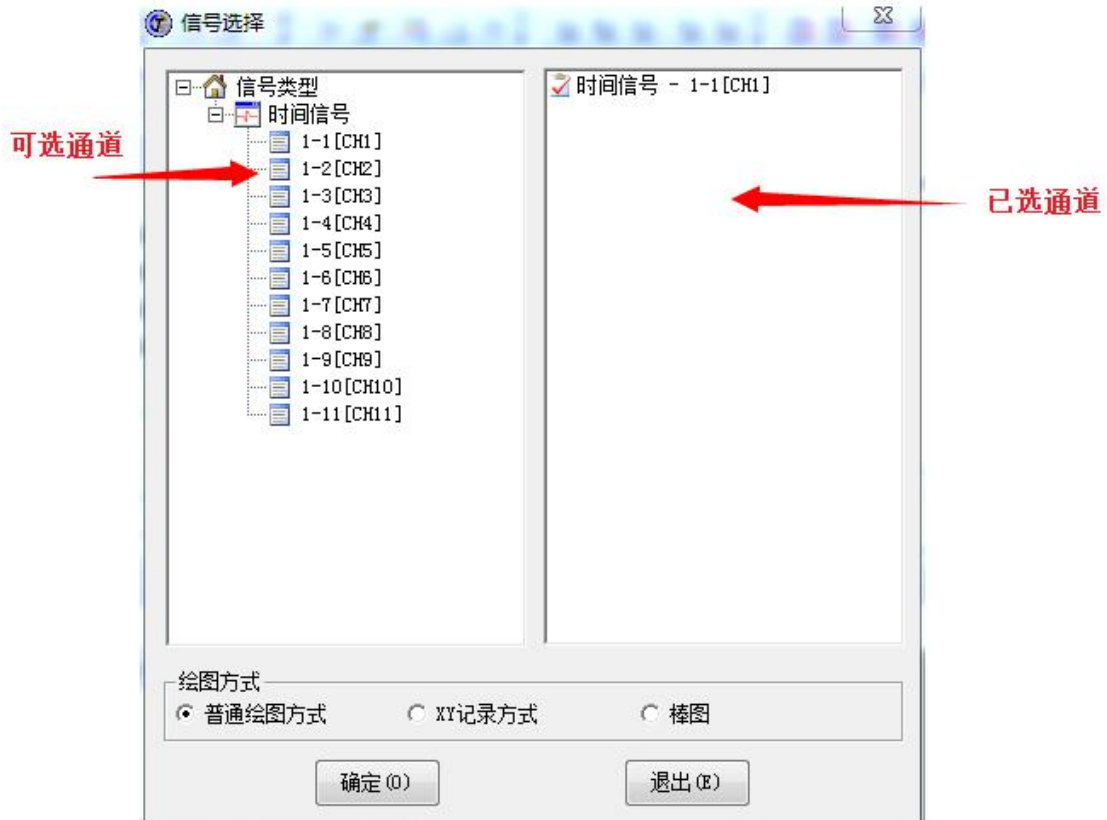 信号选择
信号类型
时间信号
1-1[CH1]
1-2[CH2]
1-3[CH3]
1-4[CH4]
1-5[CH5]
1-6[CH6]
1-7[CH7]
1-8[CH8]
1-9[CH9]
1-10[CH10]
1-11[CH11]
可选通道
时间信号 - 1-1[CH1]
已选通道
绘图方式
普通绘图方式 XY记录方式 棒图
确定(O) 退出(E)